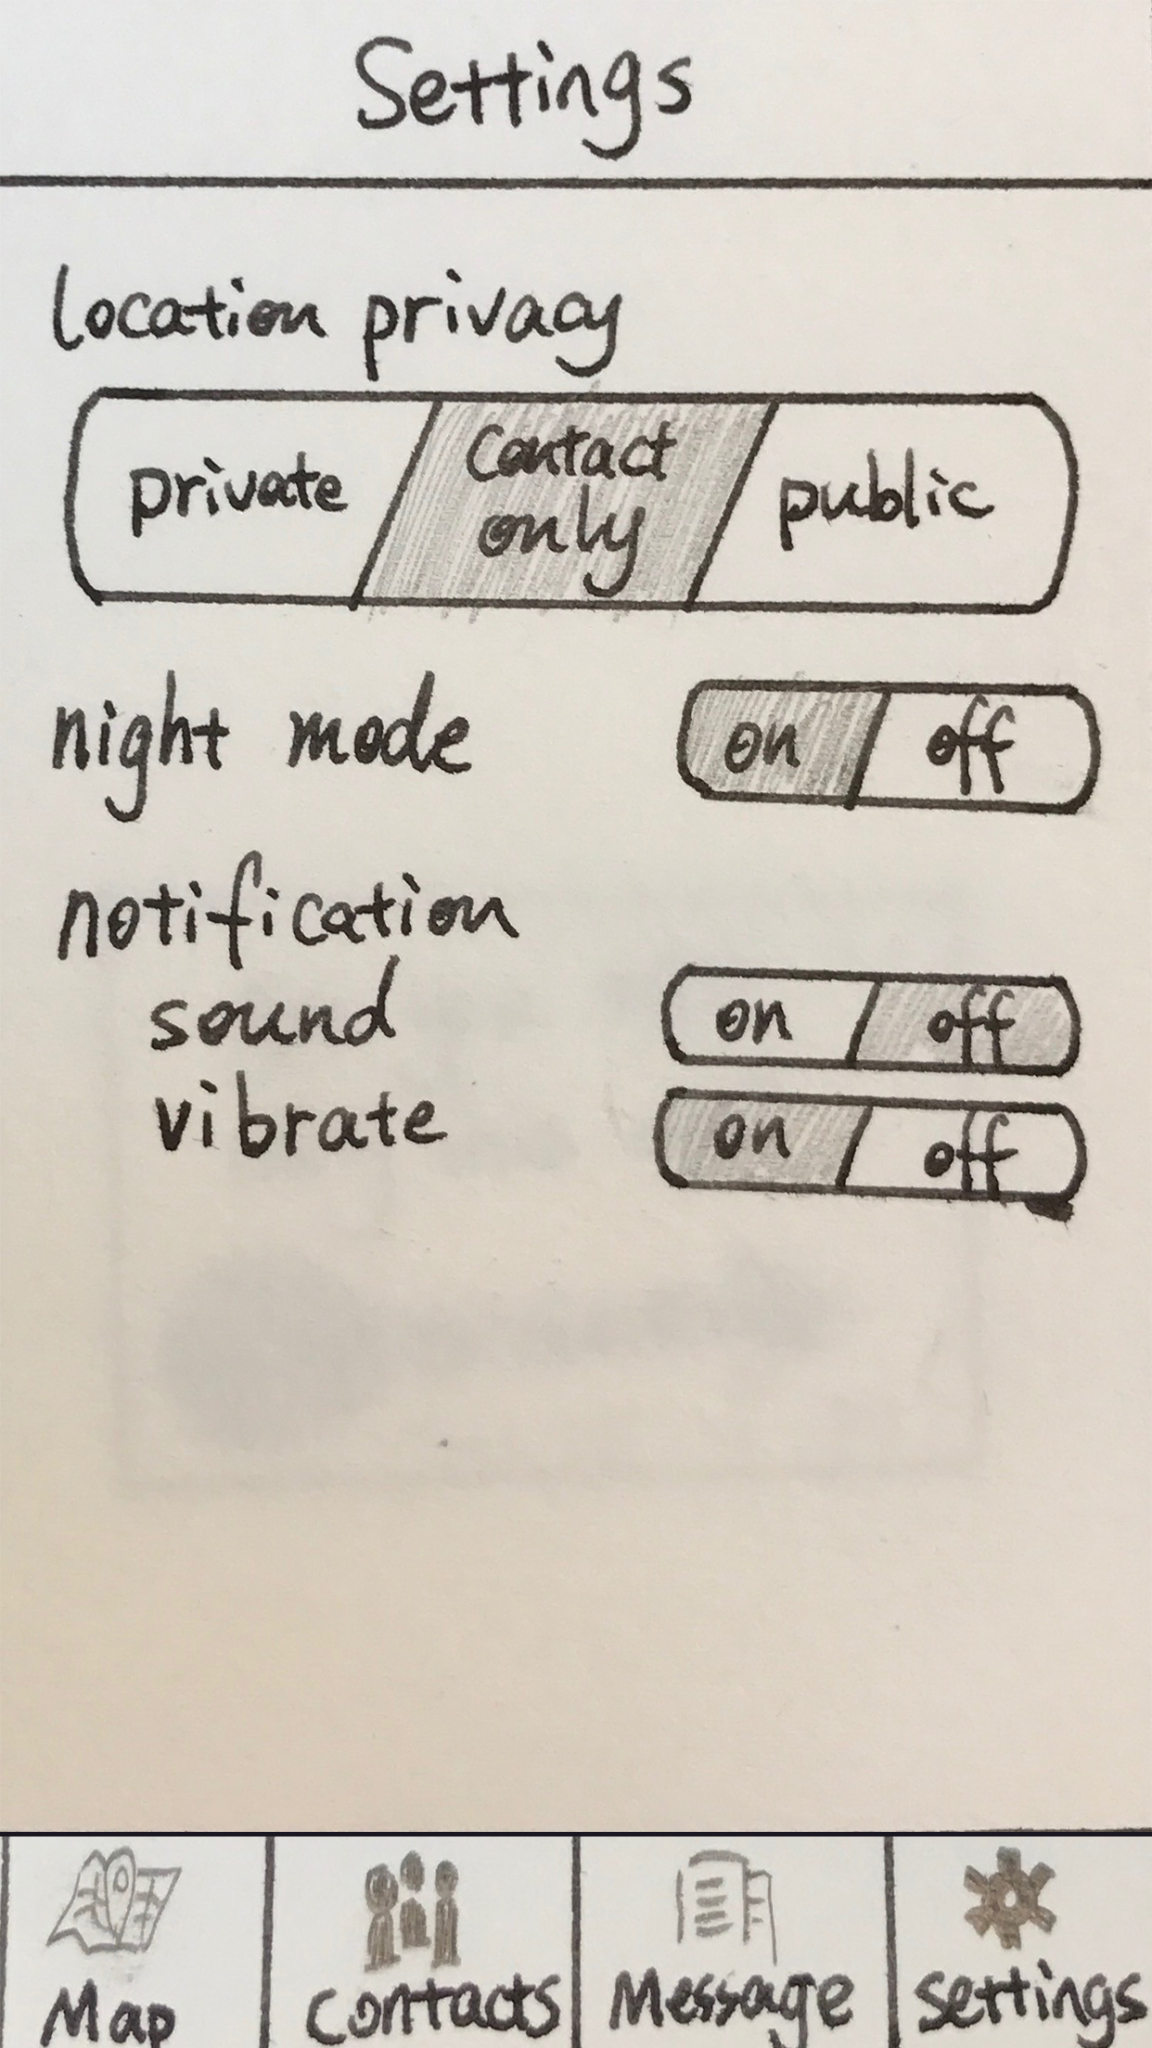 Settings
location privacy
private contact only public
night mode on off
notification
sound on off
vibrate on off
Map Contacts Message settings